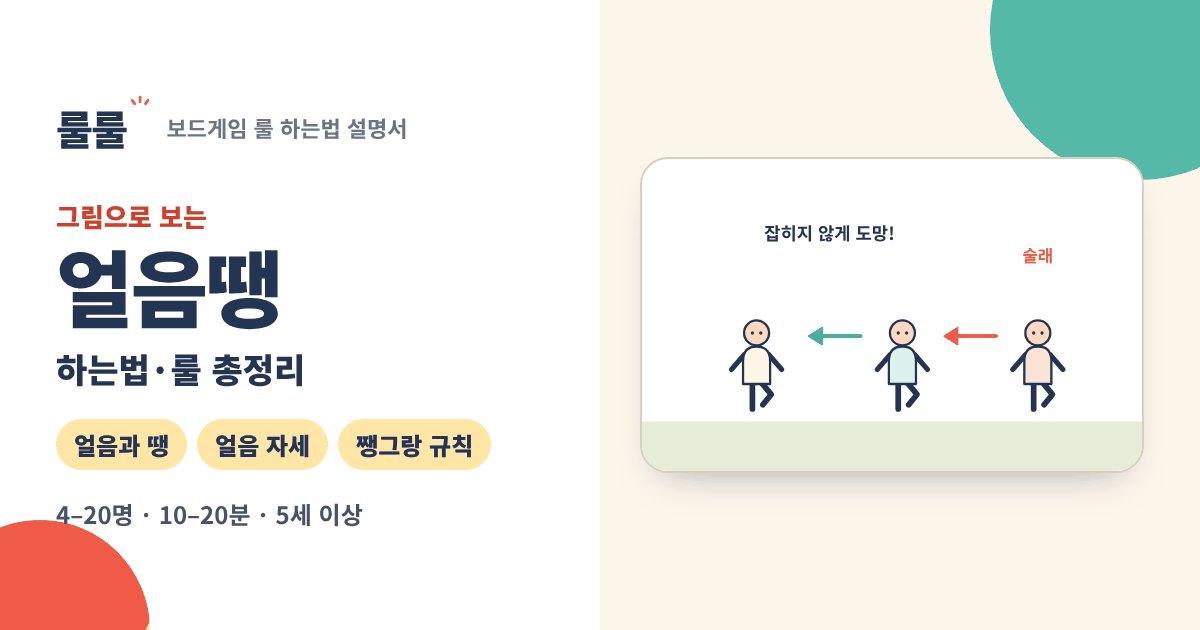 룰룰 보드게임 룰 하는법 설명서
그림으로 보는
얼음땡
하는법·룰 총정리
얼음과 땡 얼음 자세 쨍그랑 규칙
4–20명 · 10–20분 · 5세 이상
잡히지 않게 도망!
술래